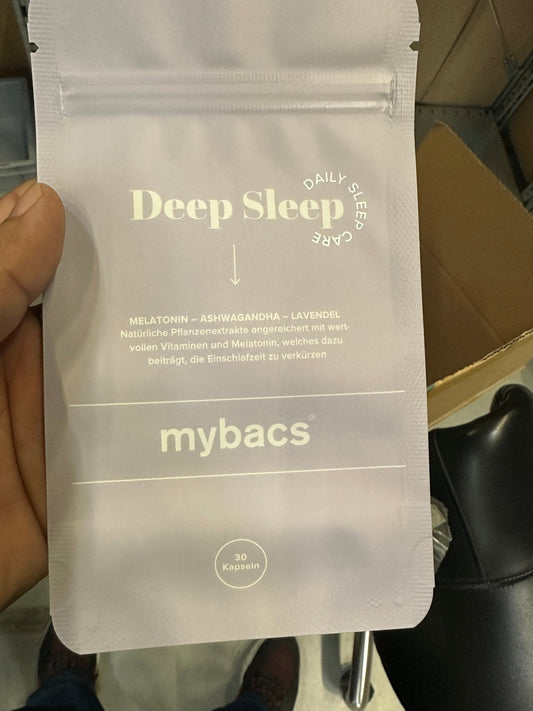 Deep Sleep
DAILY SLEEP CARE
MELATONIN – ASHWAGANDHA – LAVENDEL
Natürliche Pflanzenextrakte angereichert mit wert-
vollen Vitaminen und Melatonin, welches dazu
beiträgt, die Einschlafzeit zu verkürzen
mybacs®
30
Kapseln